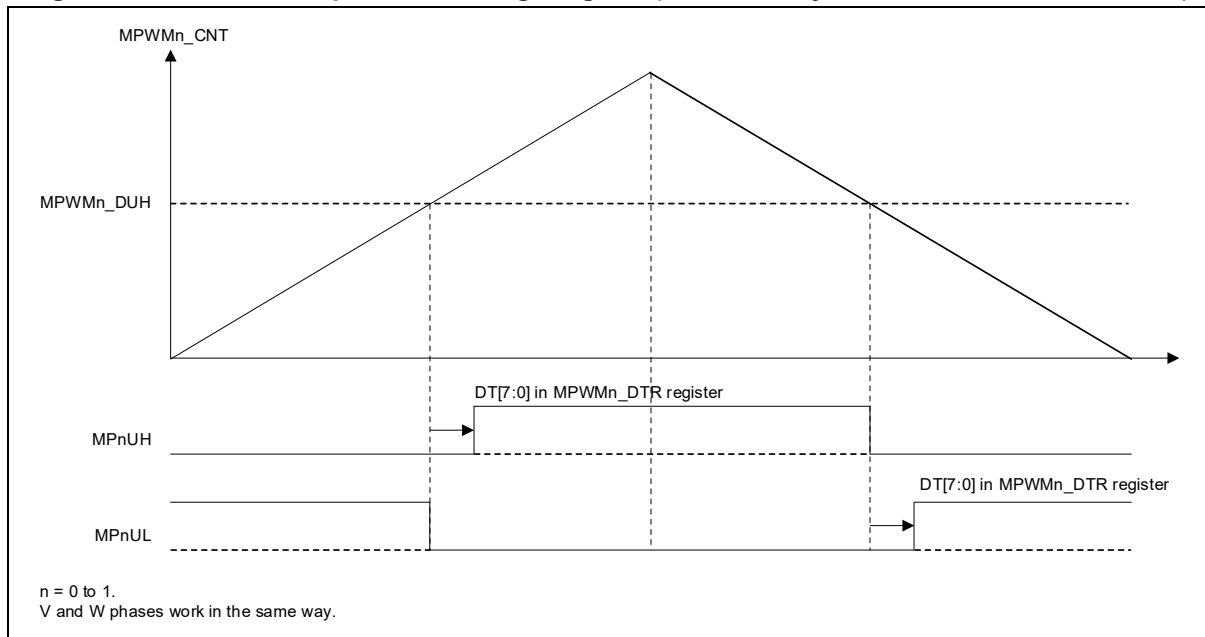 MPWMn_CNT
MPWMn_DUH
DT[7:0] in MPWMn_DTR register
MPnUH
DT[7:0] in MPWMn_DTR register
MPnUL
n = 0 to 1.
V and W phases work in the same way.